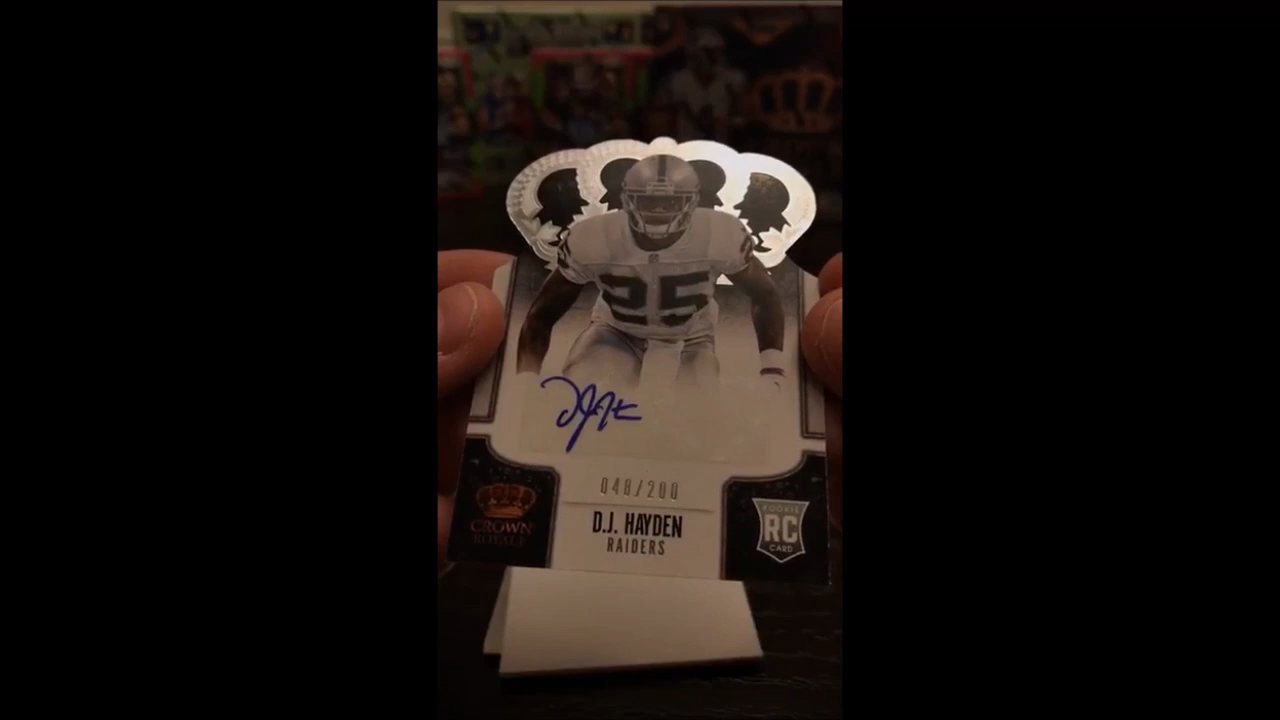 25
048/200
D.J. HAYDEN
RAIDERS
CROWN
ROYALE
ROOKIE
RC
CARD